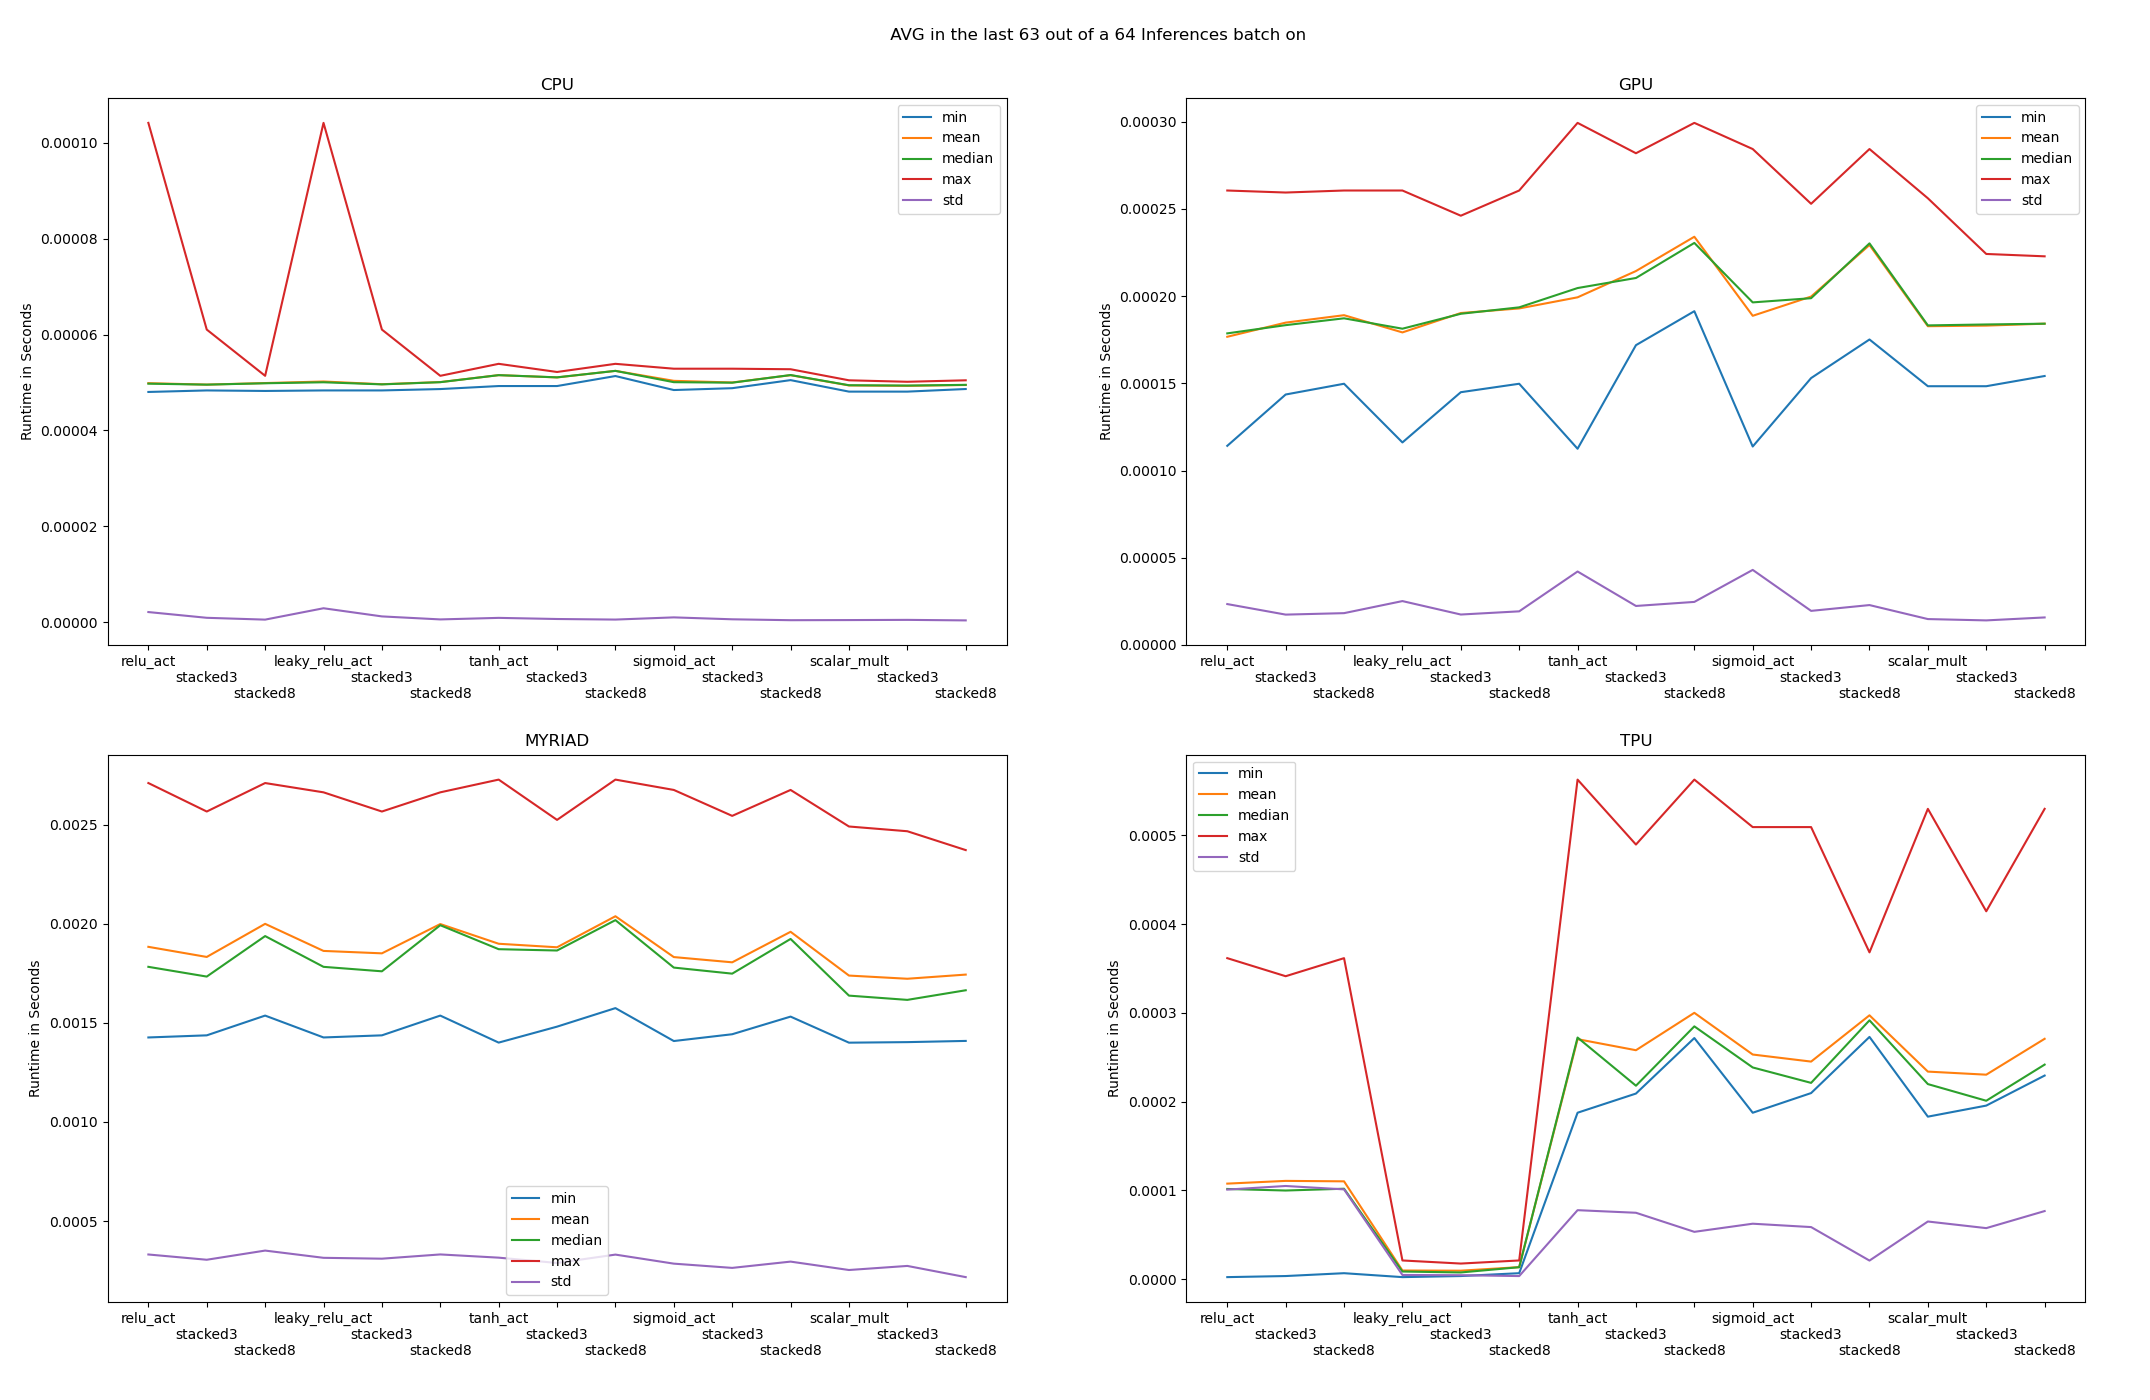 AVG in the last 63 out of a 64 Inferences batch on
CPU
Runtime in Seconds
0.00010
0.00008
0.00006
0.00004
0.00002
0.00000
min
mean
median
max
std
relu_act leaky_relu_act tanh_act sigmoid_act scalar_mult
stacked3 stacked3 stacked3 stacked3 stacked3
stacked8 stacked8 stacked8 stacked8 stacked8
GPU
Runtime in Seconds
0.00030
0.00025
0.00020
0.00015
0.00010
0.00005
0.00000
min
mean
median
max
std
relu_act leaky_relu_act tanh_act sigmoid_act scalar_mult
stacked3 stacked3 stacked3 stacked3 stacked3
stacked8 stacked8 stacked8 stacked8 stacked8
MYRIAD
Runtime in Seconds
0.0025
0.0020
0.0015
0.0010
0.0005
min
mean
median
max
std
relu_act leaky_relu_act tanh_act sigmoid_act scalar_mult
stacked3 stacked3 stacked3 stacked3 stacked3
stacked8 stacked8 stacked8 stacked8 stacked8
TPU
Runtime in Seconds
0.0005
0.0004
0.0003
0.0002
0.0001
0.0000
min
mean
median
max
std
relu_act leaky_relu_act tanh_act sigmoid_act scalar_mult
stacked3 stacked3 stacked3 stacked3 stacked3
stacked8 stacked8 stacked8 stacked8 stacked8